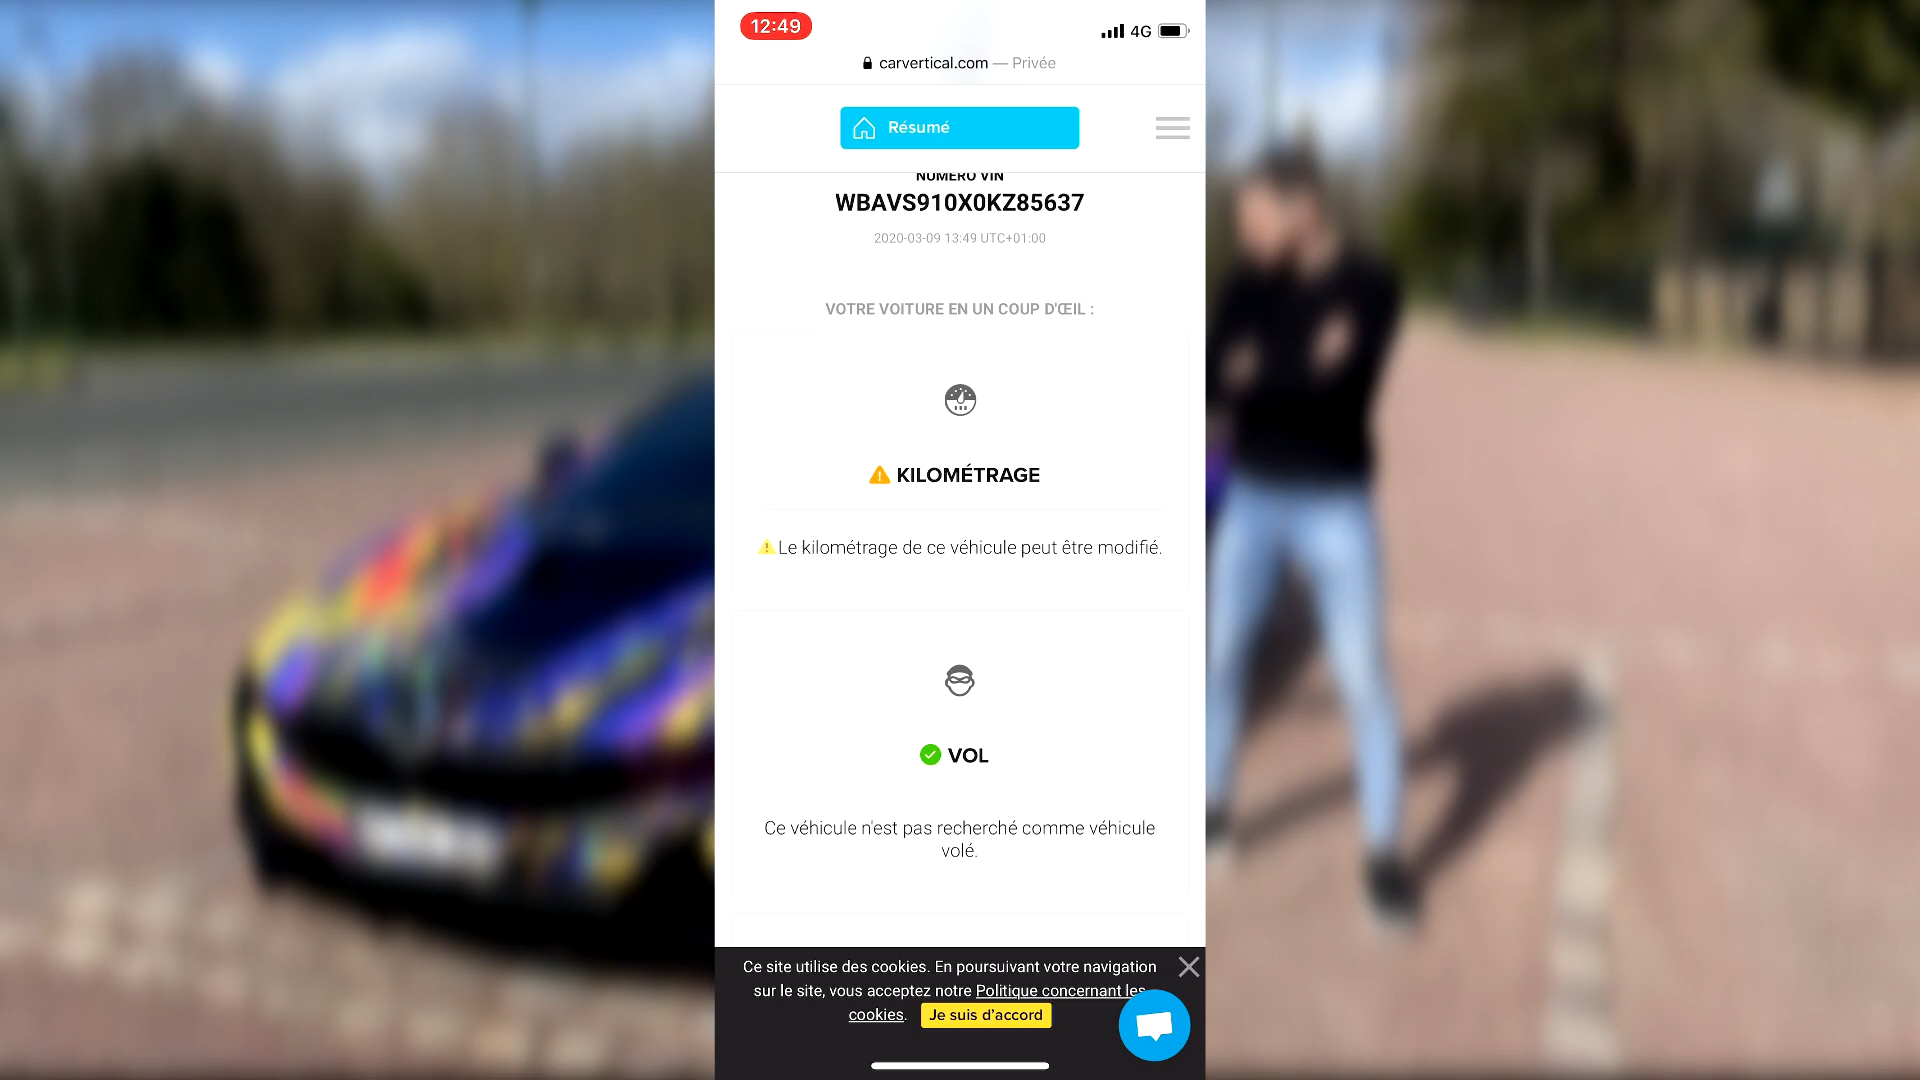 12:49
4G
carvertical.com — Privée
Résumé
NUMÉRO VIN
WBAVS910X0KZ85637
2020-03-09 13:49 UTC+01:00
VOTRE VOITURE EN UN COUP D'ŒIL :
KILOMÉTRAGE
Le kilométrage de ce véhicule peut être modifié.
VOL
Ce véhicule n'est pas recherché comme véhicule
volé.
Ce site utilise des cookies. En poursuivant votre navigation
sur le site, vous acceptez notre Politique concernant les
cookies. Je suis d’accord